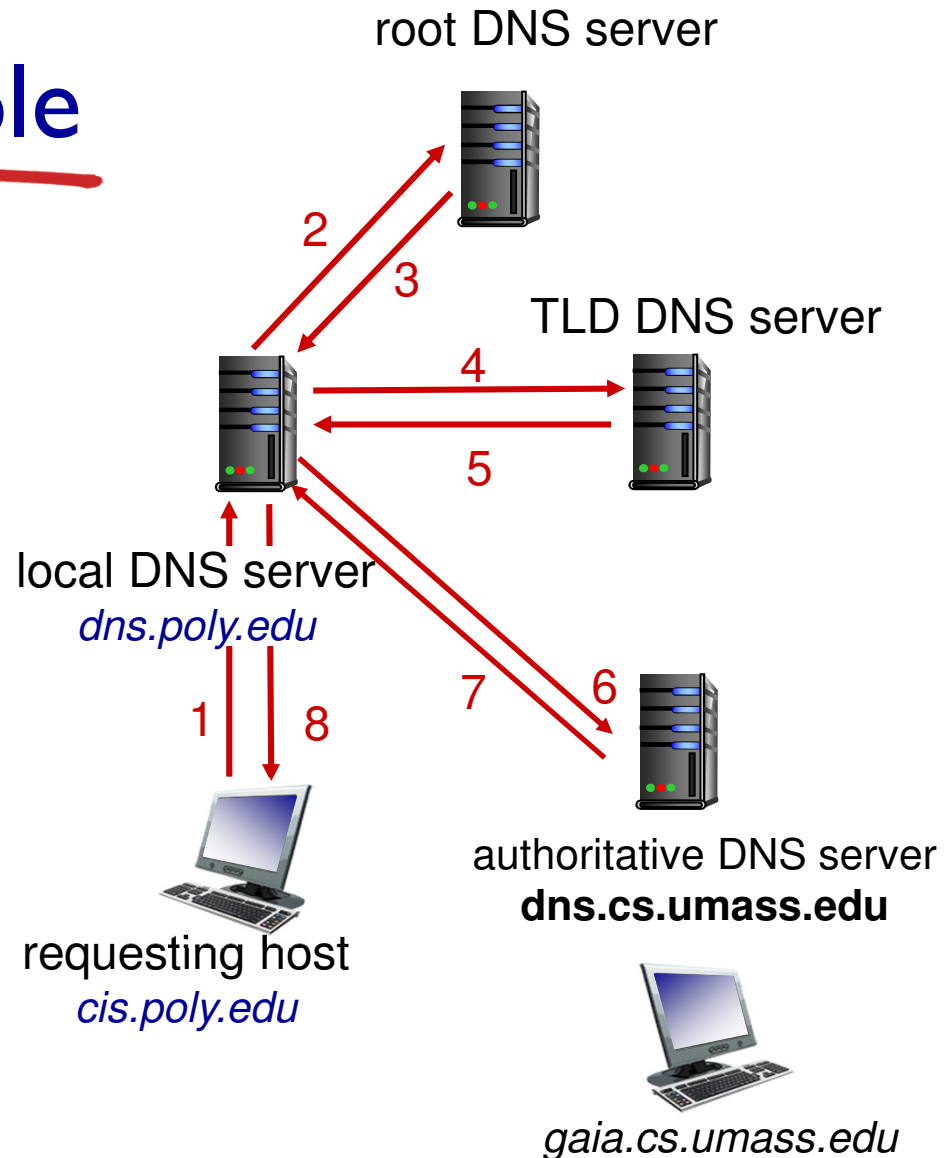 root DNS server
ple
2
3
TLD DNS server
4
5
local DNS server
dns.poly.edu
1
8
7
6
requesting host
cis.poly.edu
authoritative DNS server
dns.cs.umass.edu
gaia.cs.umass.edu